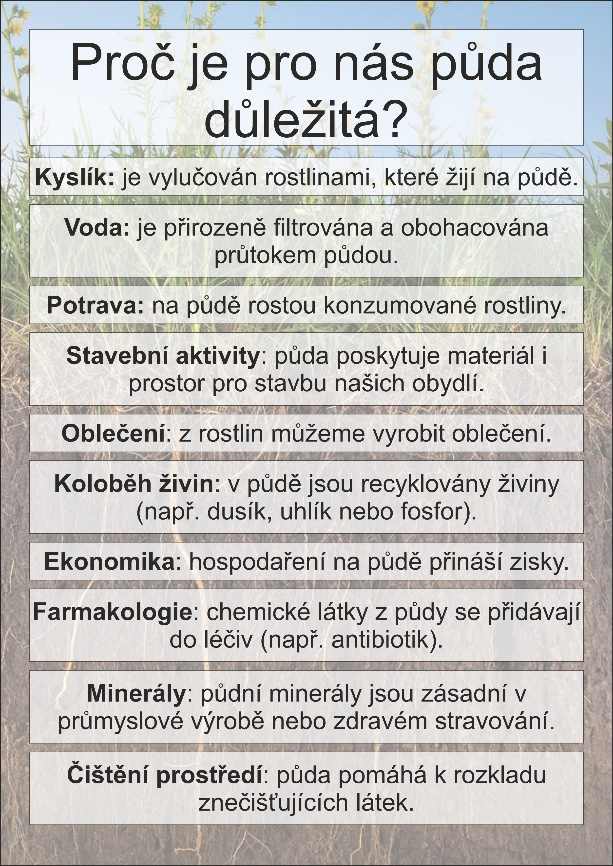 Proč je pro nás půda
důležitá?
Kyslík: je vylučován rostlinami, které žijí na půdě.
Voda: je přirozeně filtrována a obohacována
průtokem půdou.
Potrava: na půdě rostou konzumované rostliny.
Stavební aktivity: půda poskytuje materiál i
prostor pro stavbu našich obydlí.
Oblečení: z rostlin můžeme vyrobit oblečení.
Koloběh živin: v půdě jsou recyklovány živiny
(např. dusík, uhlík nebo fosfor).
Ekonomika: hospodaření na půdě přináší zisky.
Farmakologie: chemické látky z půdy se přidávají
do léčiv (např. antibiotik).
Minerály: půdní minerály jsou zásadní v
průmyslové výrobě nebo zdravém stravování.
Čištění prostředí: půda pomáhá k rozkladu
znečišťujících látek.